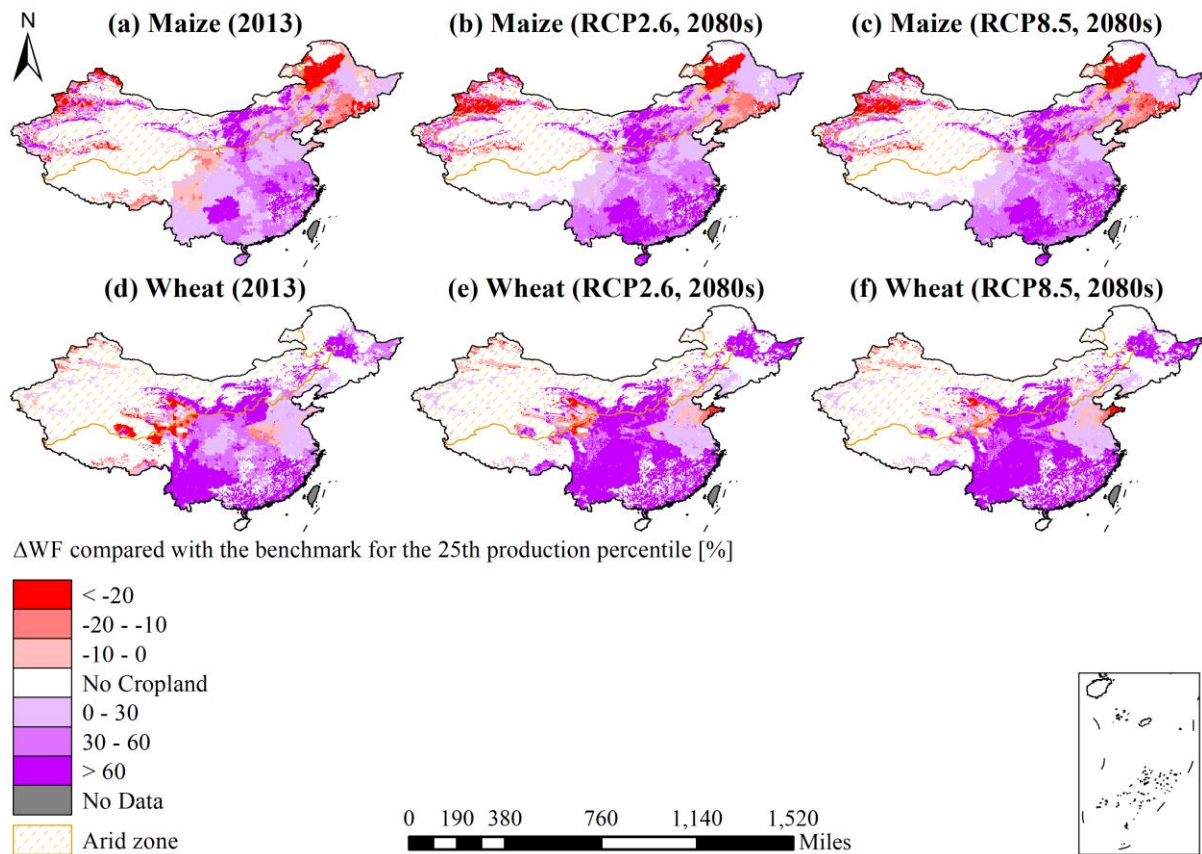 N
(a) Maize (2013)
(b) Maize (RCP2.6, 2080s)
(c) Maize (RCP8.5, 2080s)
(d) Wheat (2013)
(e) Wheat (RCP2.6, 2080s)
(f) Wheat (RCP8.5, 2080s)
ΔWF compared with the benchmark for the 25th production percentile [%]
< -20
-20 - -10
-10 - 0
No Cropland
0 - 30
30 - 60
> 60
No Data
Arid zone
0 190 380 760 1,140 1,520
Miles